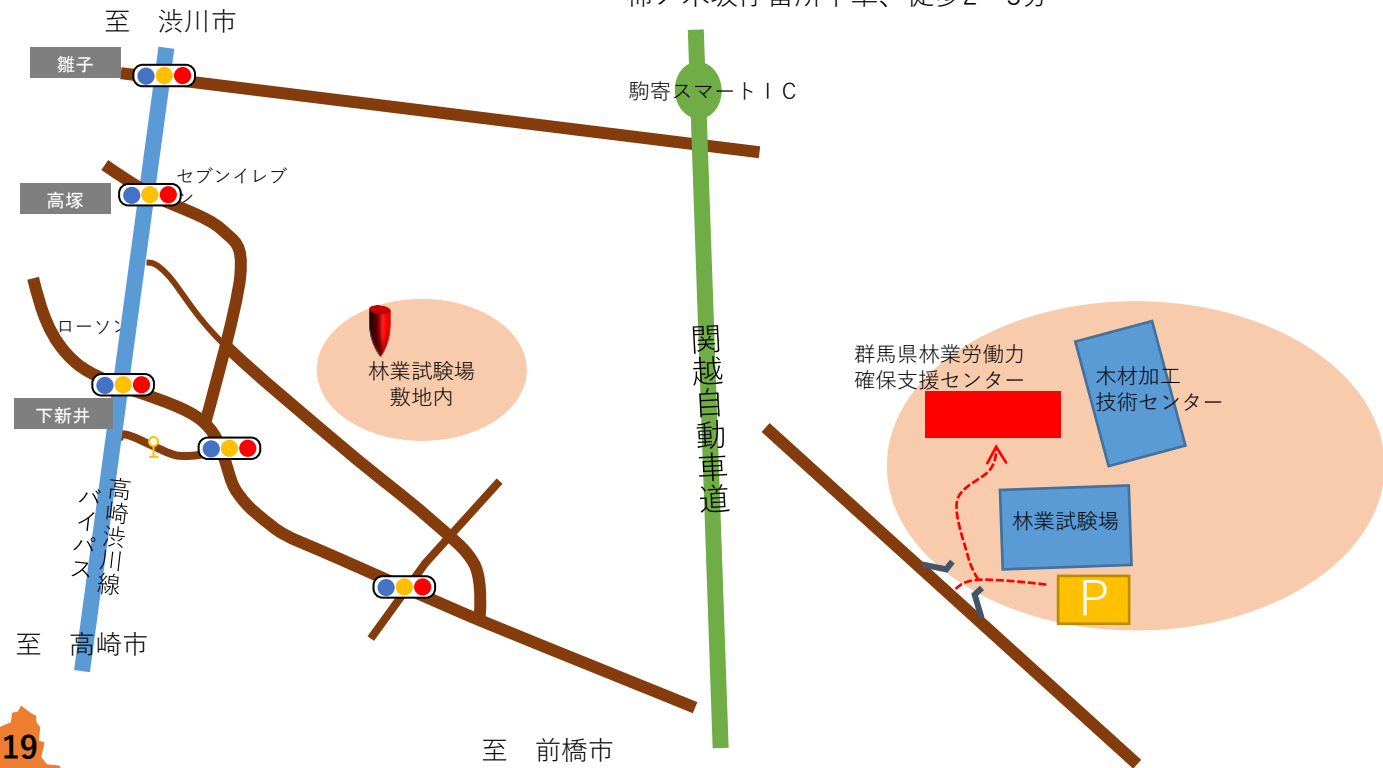 至　渋川市
雛子
駒寄スマートＩＣ
セブンイレブ
ン
高塚
ローソン
林業試験場
敷地内
下新井
関越自動車道
群馬県林業労働力
確保支援センター
木材加工
技術センター
林業試験場
P
高崎渋川線
バイパス
至　高崎市
至　前橋市
19